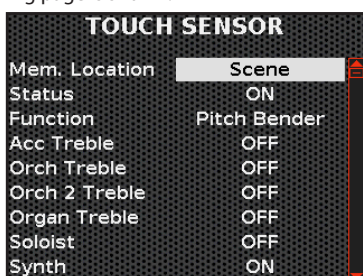 TOUCH SENSOR
Mem. Location Scene
Status ON
Function Pitch Bender
Acc Treble OFF
Orch Treble OFF
Orch 2 Treble OFF
Organ Treble OFF
Soloist OFF
Synth ON